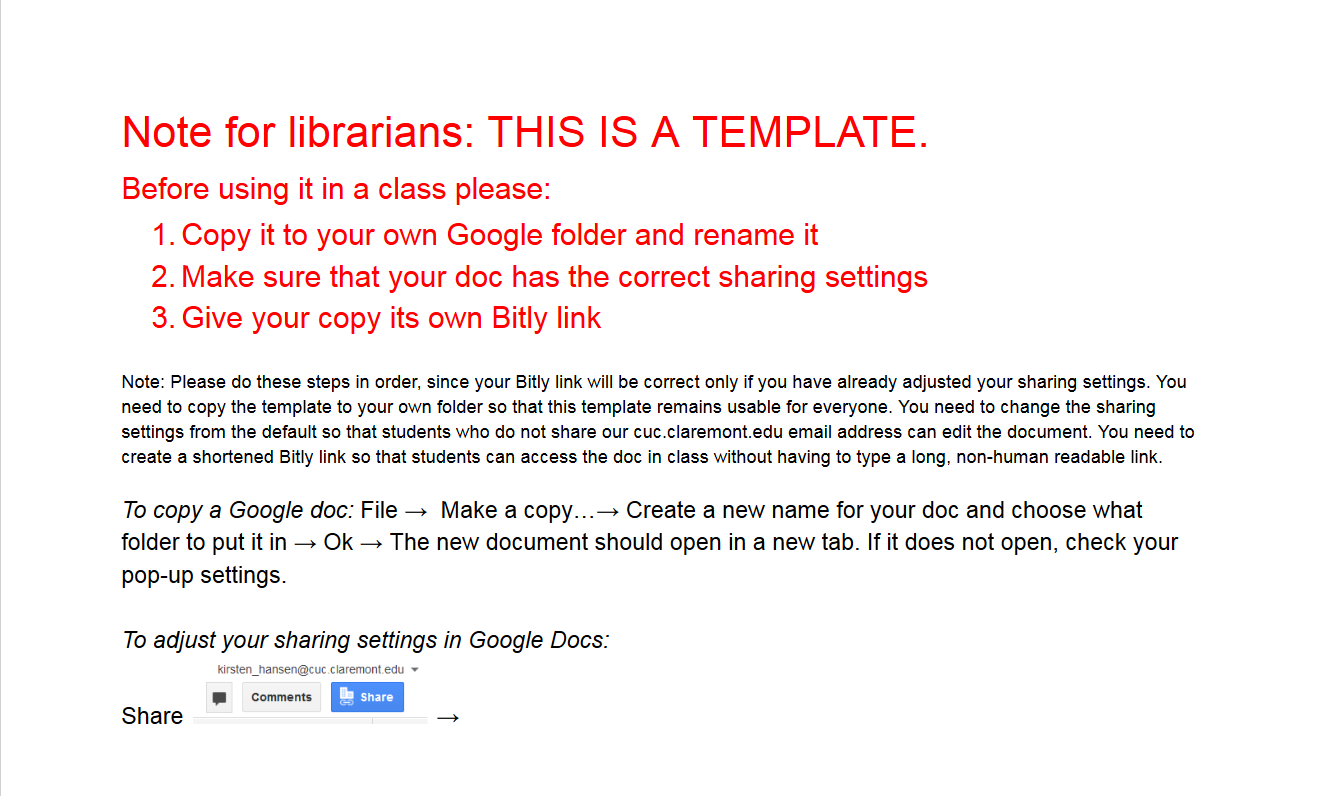 Note for librarians: THIS IS A TEMPLATE.
Before using it in a class please:
1. Copy it to your own Google folder and rename it
2. Make sure that your doc has the correct sharing settings
3. Give your copy its own Bitly link
Note: Please do these steps in order, since your Bitly link will be correct only if you have already adjusted your sharing settings. You
need to copy the template to your own folder so that this template remains usable for everyone. You need to change the sharing
settings from the default so that students who do not share our cuc.claremont.edu email address can edit the document. You need to
create a shortened Bitly link so that students can access the doc in class without having to type a long, non-human readable link.
To copy a Google doc: File → Make a copy…→ Create a new name for your doc and choose what
folder to put it in → Ok → The new document should open in a new tab. If it does not open, check your
pop-up settings.
To adjust your sharing settings in Google Docs:
kirsten_hansen@cuc.claremont.edu
Comments Share
Share →